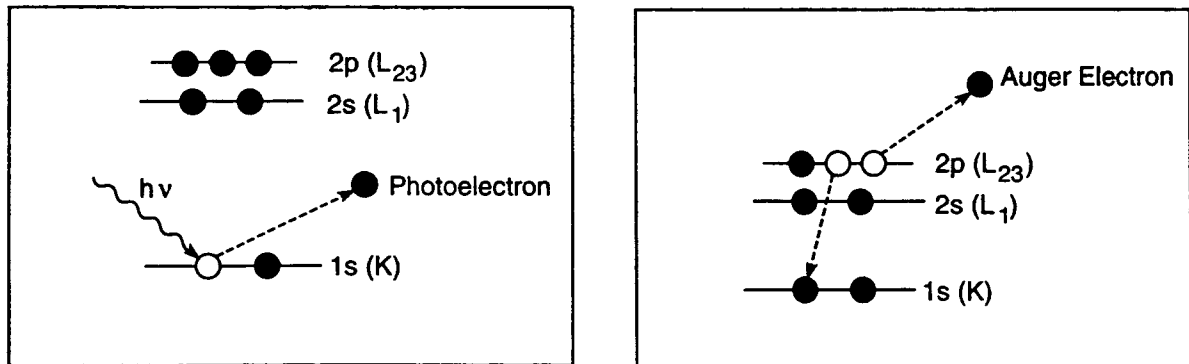 2p (L₂₃)
2s (L₁)
hν
Photoelectron
1s (K)
Auger Electron
2p (L₂₃)
2s (L₁)
1s (K)